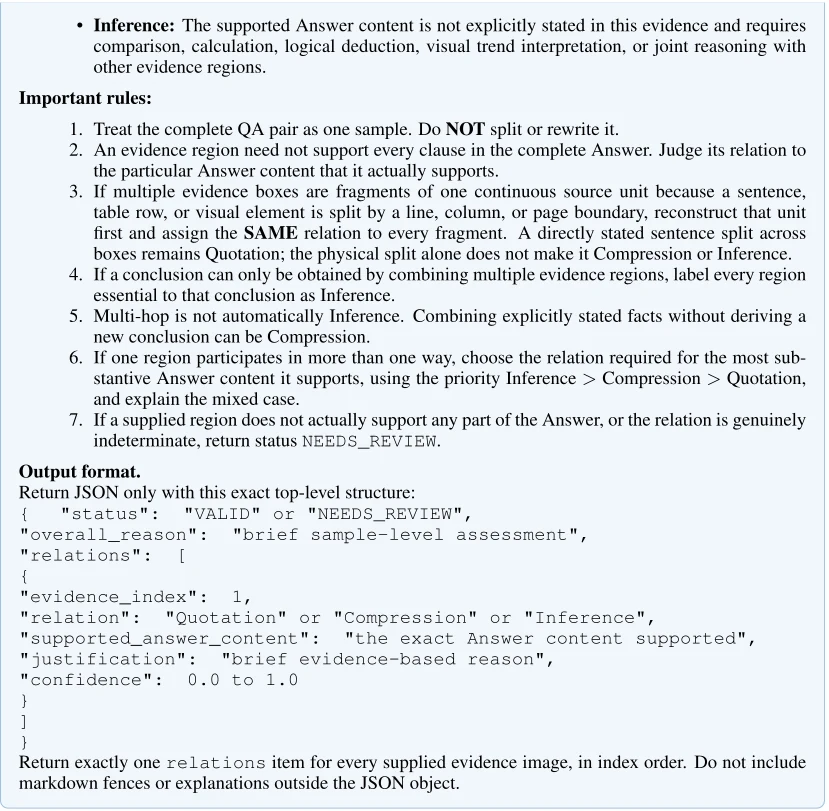 • Inference: The supported Answer content is not explicitly stated in this evidence and requires
comparison, calculation, logical deduction, visual trend interpretation, or joint reasoning with
other evidence regions.
Important rules:
1. Treat the complete QA pair as one sample. Do NOT split or rewrite it.
2. An evidence region need not support every clause in the complete Answer. Judge its relation to
the particular Answer content that it actually supports.
3. If multiple evidence boxes are fragments of one continuous source unit because a sentence,
table row, or visual element is split by a line, column, or page boundary, reconstruct that unit
first and assign the SAME relation to every fragment. A directly stated sentence split across
boxes remains Quotation; the physical split alone does not make it Compression or Inference.
4. If a conclusion can only be obtained by combining multiple evidence regions, label every region
essential to that conclusion as Inference.
5. Multi-hop is not automatically Inference. Combining explicitly stated facts without deriving a
new conclusion can be Compression.
6. If one region participates in more than one way, choose the relation required for the most sub-
stantive Answer content it supports, using the priority Inference > Compression > Quotation,
and explain the mixed case.
7. If a supplied region does not actually support any part of the Answer, or the relation is genuinely
indeterminate, return status NEEDS_REVIEW.
Output format.
Return JSON only with this exact top-level structure:
{ "status": "VALID" or "NEEDS_REVIEW",
"overall_reason": "brief sample-level assessment",
"relations": [
{
"evidence_index": 1,
"relation": "Quotation" or "Compression" or "Inference",
"supported_answer_content": "the exact Answer content supported",
"justification": "brief evidence-based reason",
"confidence": 0.0 to 1.0
}
]
}
Return exactly one relations item for every supplied evidence image, in index order. Do not include
markdown fences or explanations outside the JSON object.